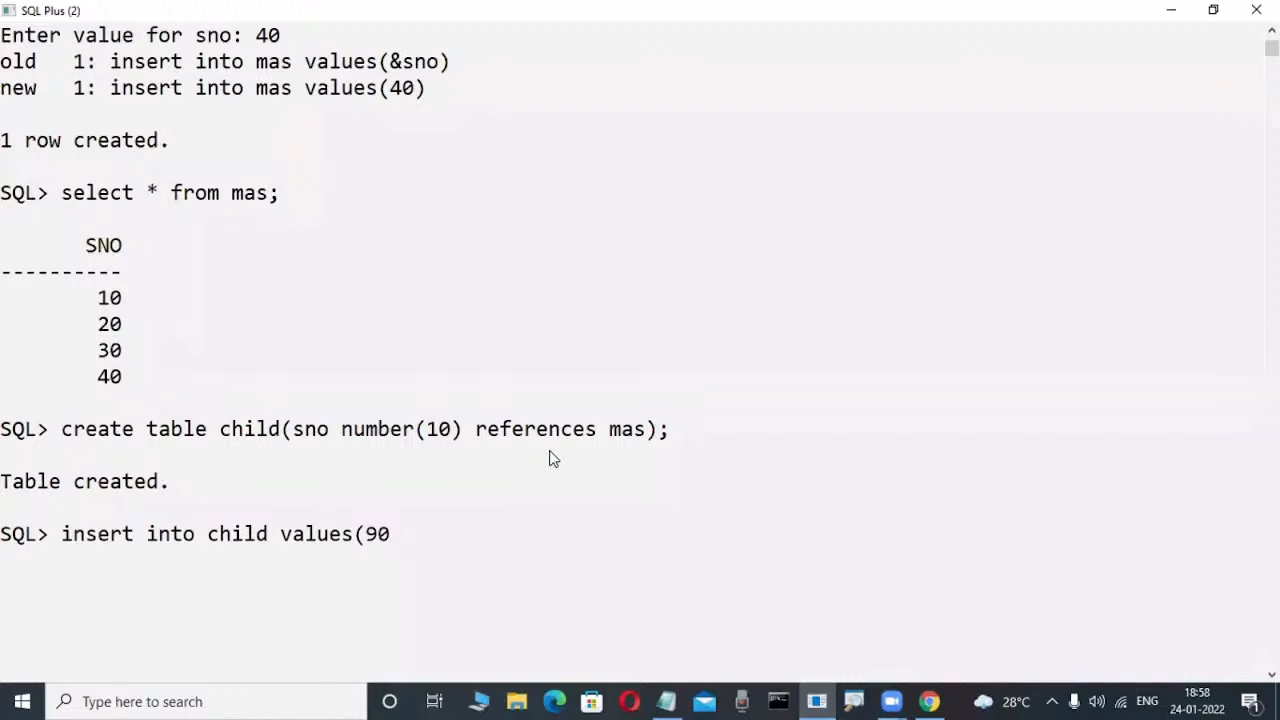 SQL Plus (2)
Enter value for sno: 40
old   1: insert into mas values(&sno)
new   1: insert into mas values(40)
1 row created.
SQL> select * from mas;
SNO
----------
10
20
30
40
SQL> create table child(sno number(10) references mas);
Table created.
SQL> insert into child values(90
Type here to search
28°C
ENG
18:58
24-01-2022
1